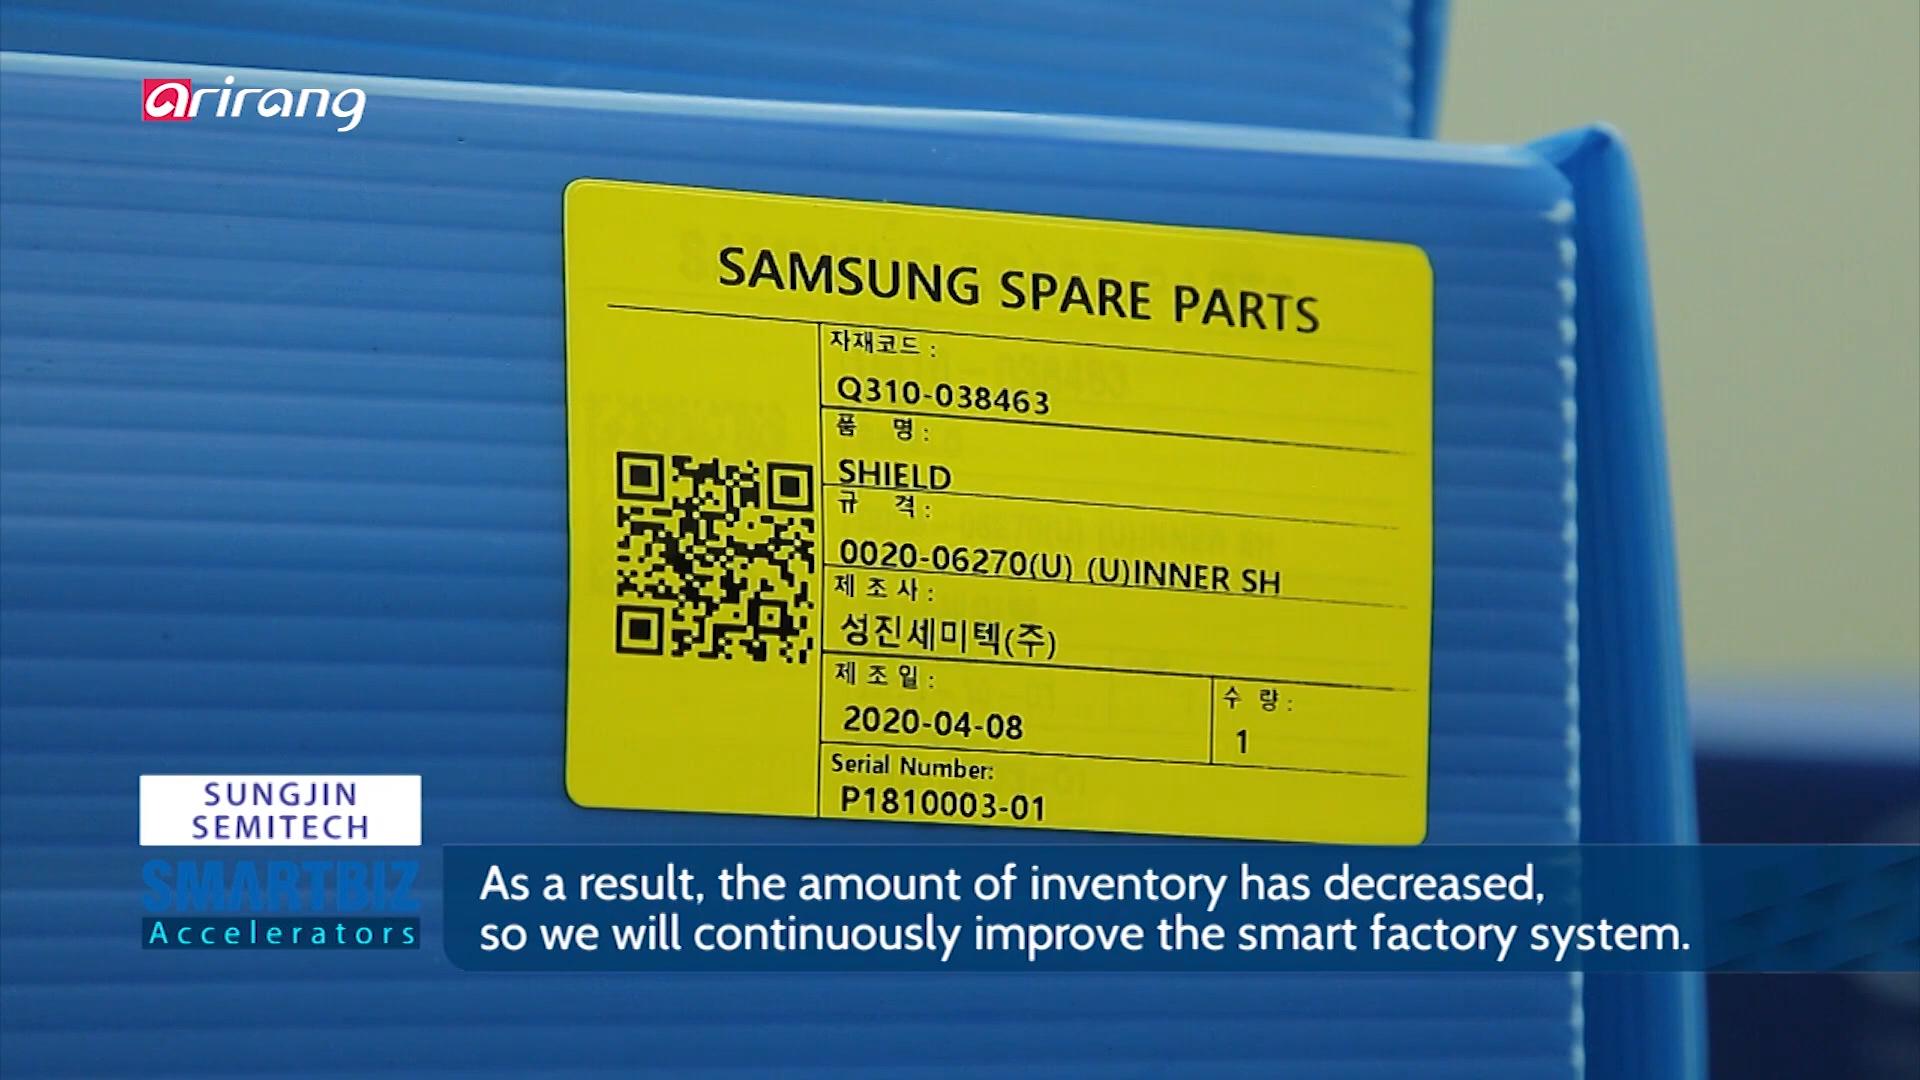 arirang
SAMSUNG SPARE PARTS
자재코드 :
Q310-038463
품 명 :
SHIELD
규 격 :
0020-06270(U) (U)INNER SH
제 조 사 :
성진세미텍(주)
제 조 일 :
2020-04-08
수 량 :
1
Serial Number:
P1810003-01
SUNGJIN
SEMITECH
SMARTBIZ
Accelerators
As a result, the amount of inventory has decreased,
so we will continuously improve the smart factory system.